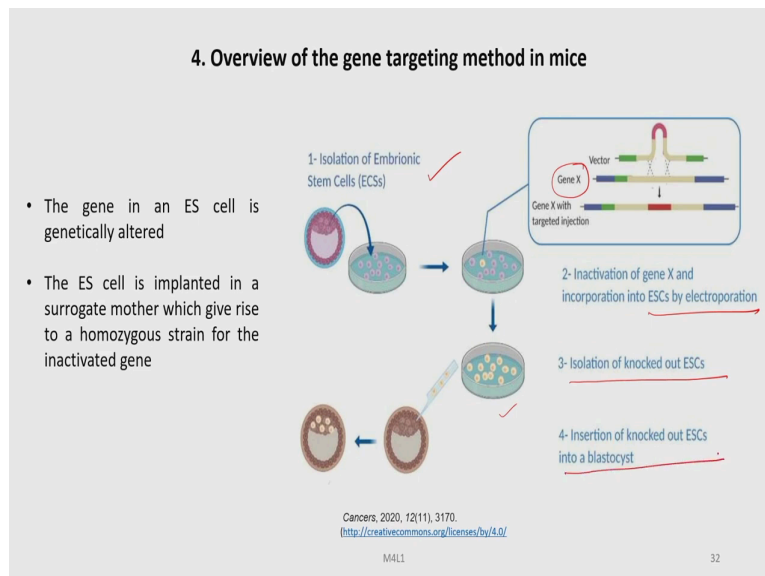 4. Overview of the gene targeting method in mice
• The gene in an ES cell is
genetically altered
• The ES cell is implanted in a
surrogate mother which give rise
to a homozygous strain for the
inactivated gene
1- Isolation of Embrionic
Stem Cells (ECSs)
Vector
Gene X
Gene X with
targeted injection
2- Inactivation of gene X and
incorporation into ESCs by electroporation
3- Isolation of knocked out ESCs
4- Insertion of knocked out ESCs
into a blastocyst
Cancers, 2020, 12(11), 3170.
(http://creativecommons.org/licenses/by/4.0/
M4L1
32